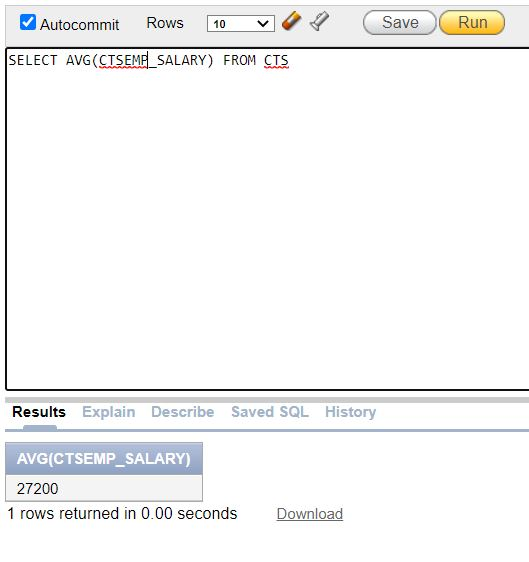 Autocommit Rows 10 Save Run
SELECT AVG(CTSEMP_SALARY) FROM CTS
Results Explain Describe Saved SQL History
AVG(CTSEMP_SALARY)
27200
1 rows returned in 0.00 seconds Download